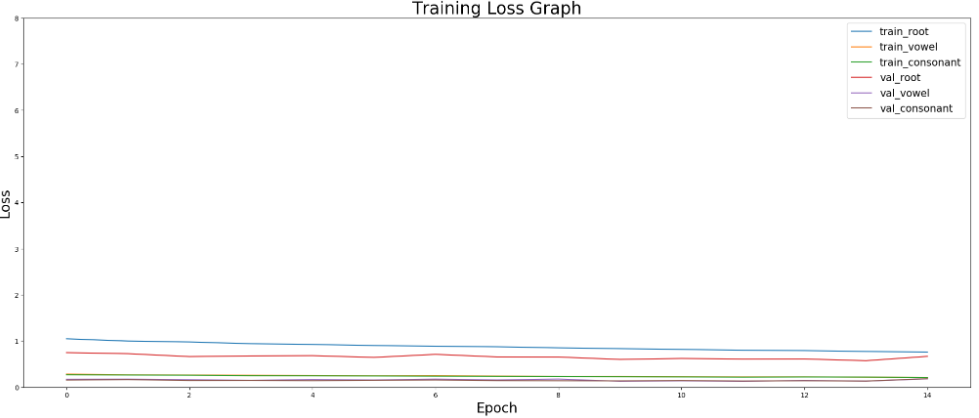 Training Loss Graph
8
7
6
5
4
3
2
1
0
Loss
0 2 4 6 8 10 12 14
Epoch
train_root
train_vowel
train_consonant
val_root
val_vowel
val_consonant